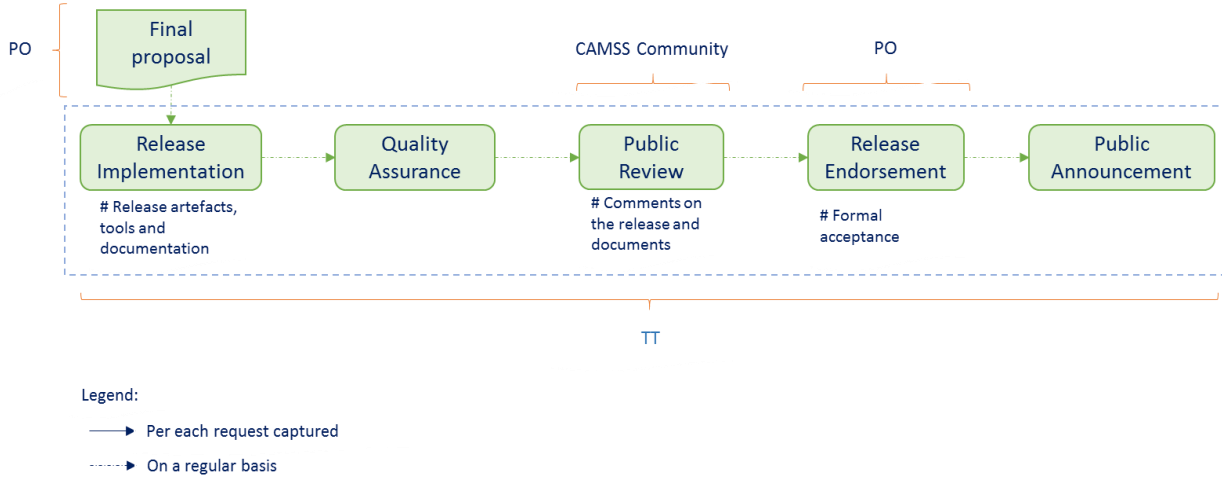 PO
Final
proposal
CAMSS Community
PO
Release
Implementation
Quality
Assurance
Public
Review
Release
Endorsement
Public
Announcement
# Release artefacts,
tools and
documentation
# Comments on
the release and
documents
# Formal
acceptance
TT
Legend:
Per each request captured
On a regular basis